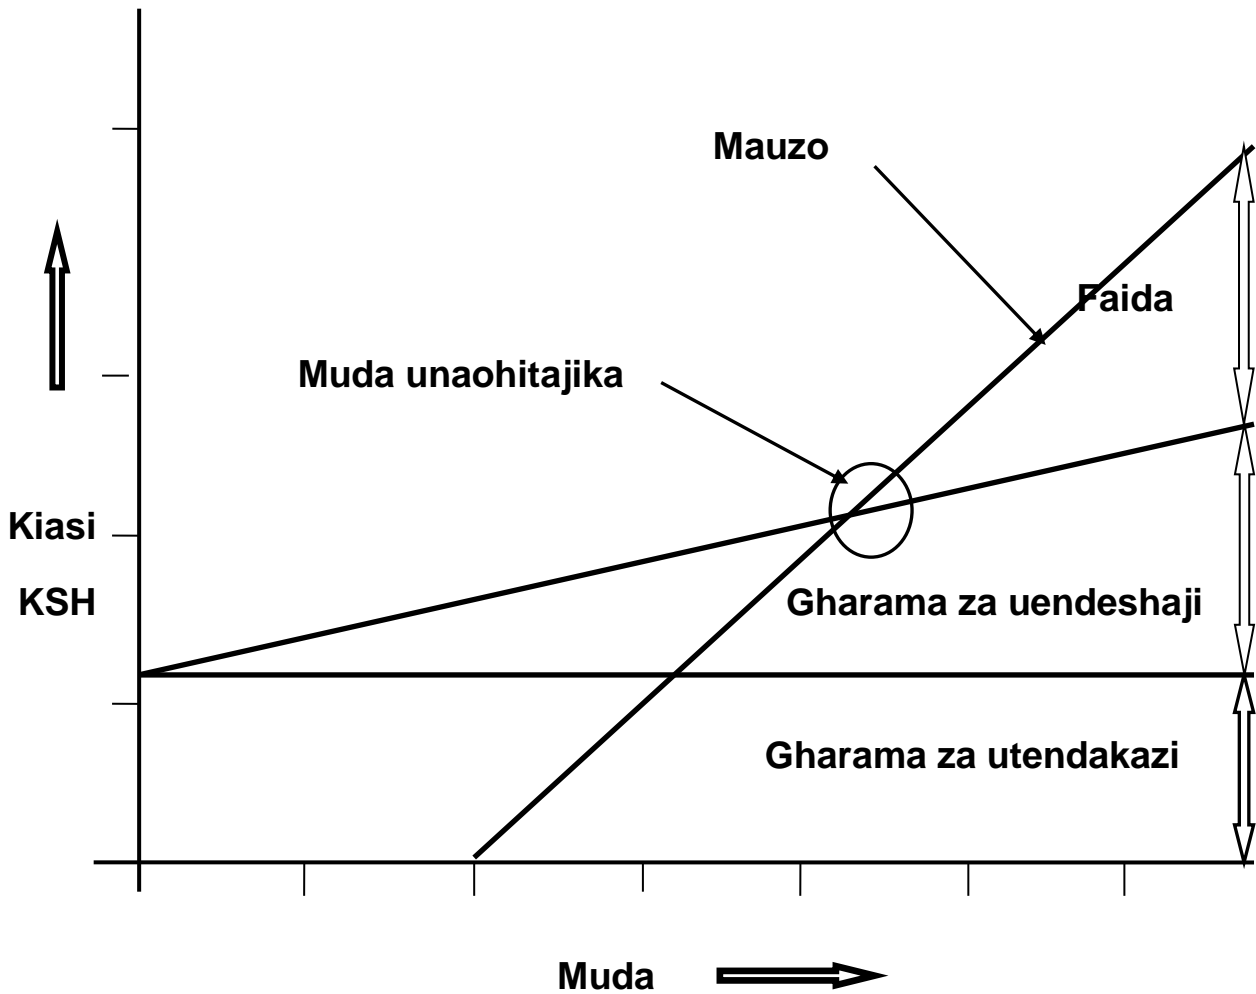 Mauzo
Faida
Muda unaohitajika
Kiasi
KSH
Gharama za uendeshaji
Gharama za utendakazi
Muda